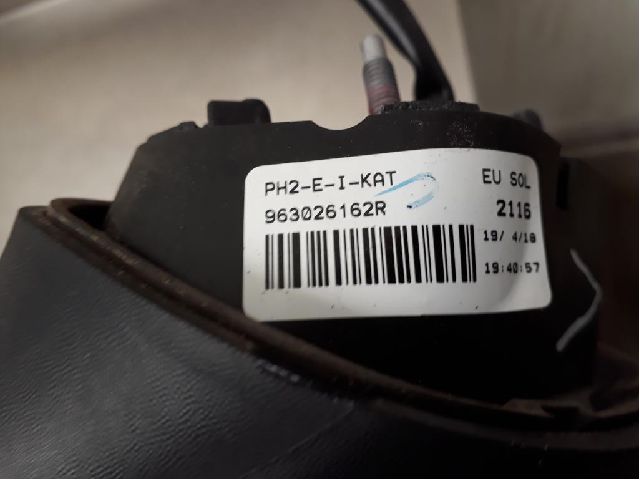 PH2-E-I-KAT
963026162R
EU SOL
2116
19/ 4/18
19:40:57